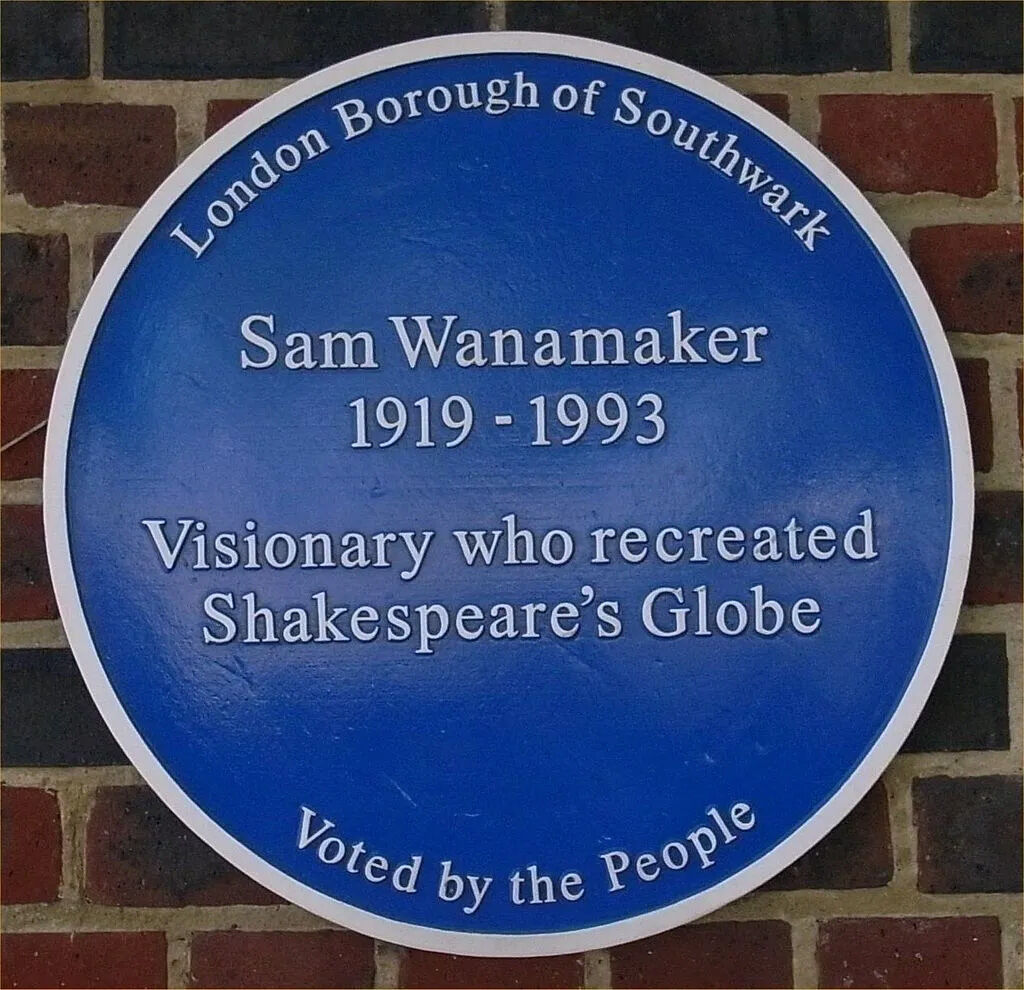 London Borough of Southwark
Sam Wanamaker
1919 - 1993
Visionary who recreated
Shakespeare's Globe
Voted by the People